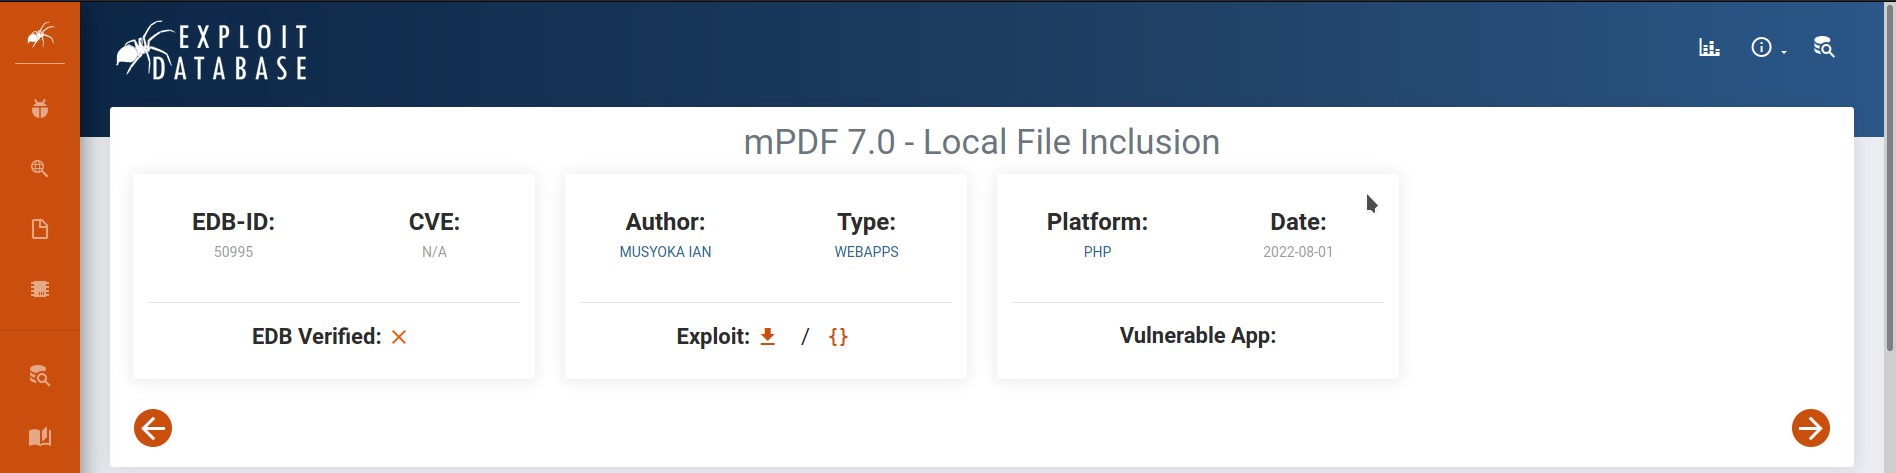 EXPLOIT
DATABASE
mPDF 7.0 - Local File Inclusion
EDB-ID:
50995
CVE:
N/A
EDB Verified:
Author:
MUSYOKA IAN
Type:
WEBAPPS
Exploit: / {}
Platform:
PHP
Date:
2022-08-01
Vulnerable App: